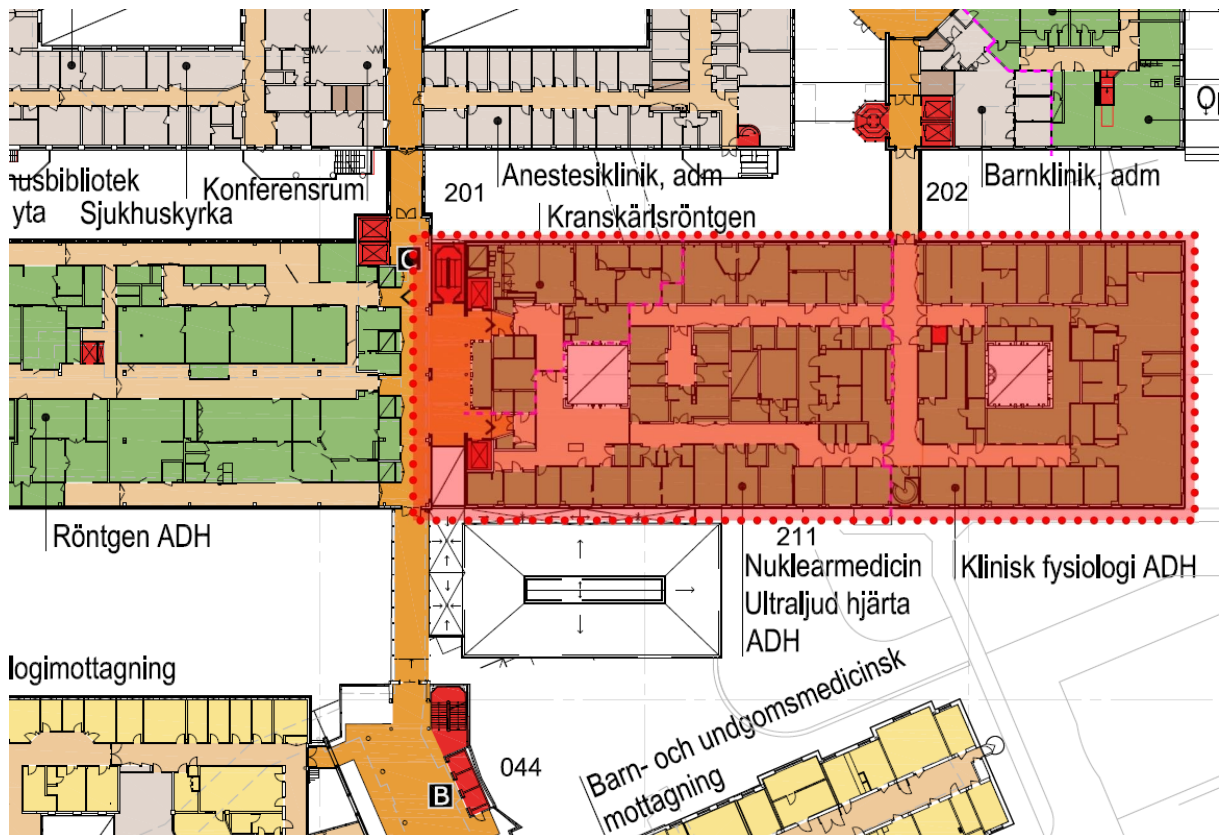 husbibliotek
yta
Sjukhuskyrka
Konferensrum
201
Anestesiklinik, adm
Kranskärlsröntgen
202
Barnklinik, adm
C
Röntgen ADH
211
Nuklearmedicin
Ultraljud hjärta
ADH
Klinisk fysiologi ADH
logimottagning
044
B
Barn- och undgomsmedicinsk
mottagning